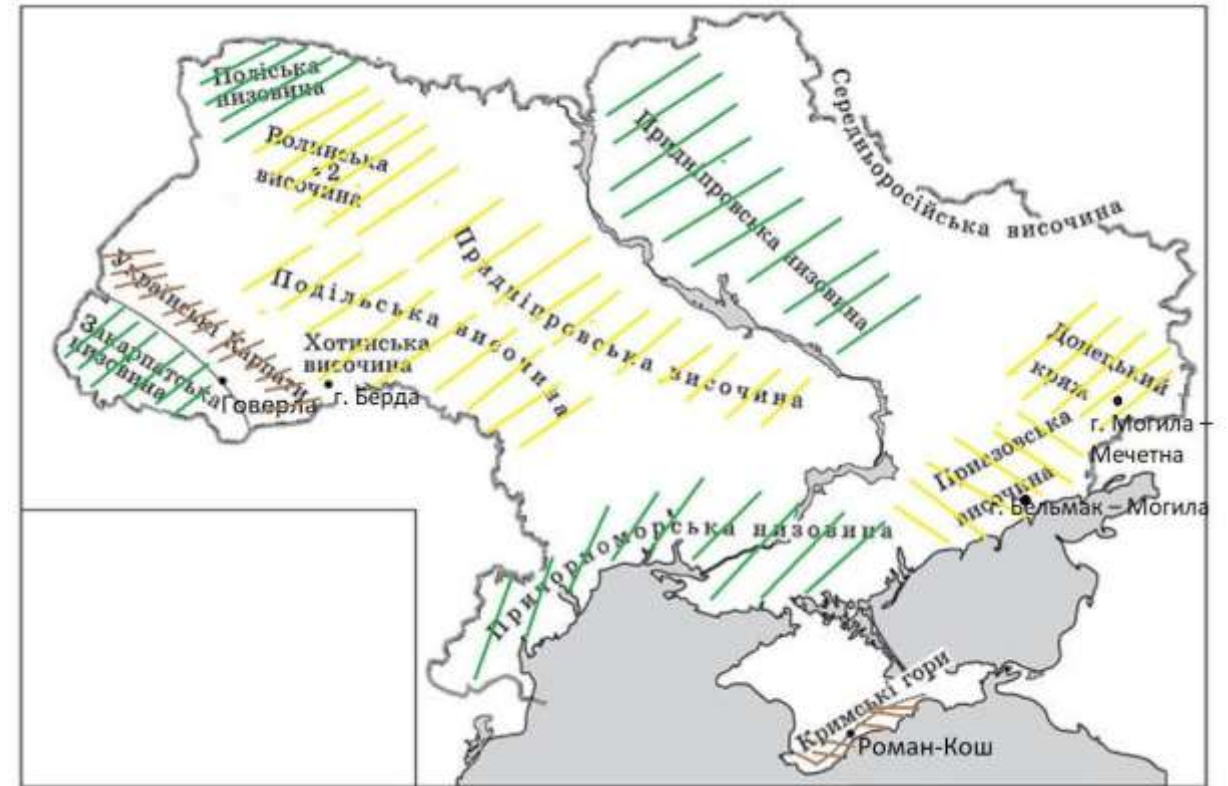 Поліська
низовина
Волинська
2
височина
Придніпровська низовина
Середньоросійська височина
Українські Карпати
Закарпатська
низовина
Говерла
Подільська височина
Хотинська
височина
г. Берда
Придніпровська височина
Донецький
кряж
г. Могила –
Мечетна
Приазовська
височина
г. Бельмак – Могила
Причорноморська низовина
Кримські гори
Роман-Кош